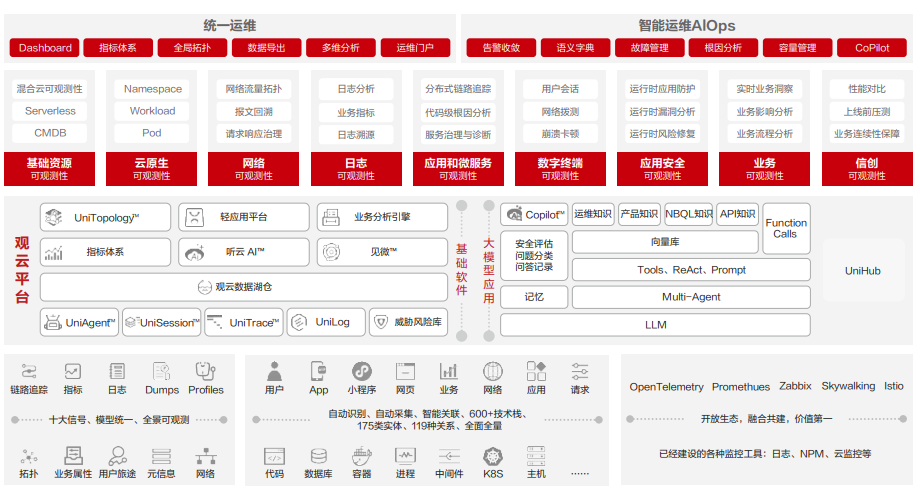 统一运维
智能运维AIOps
Dashboard 指标体系 全局拓扑 数据导出 多维分析 运维门户
告警收敛 语义字典 故障管理 根因分析 容量管理 CoPilot
混合云可观测性 Namespace 网络流量拓扑 日志分析 分布式链路追踪 用户会话 运行时应用防护 实时业务洞察 性能对比
Serverless Workload 报文回溯 业务指标 代码级根因分析 网络拨测 运行时漏洞分析 业务影响分析 上线前压测
CMDB Pod 请求响应治理 日志溯源 服务治理与诊断 崩溃卡顿 运行时风险修复 业务流程分析 业务连续性保障
基础资源 云原生 网络 日志 应用和微服务 数字终端 应用安全 业务 信创
可观测性 可观测性 可观测性 可观测性 可观测性 可观测性 可观测性 可观测性 可观测性
观云平台
UniTopology™ 轻应用平台 业务分析引擎
指标体系 听云 AI™ 见微™
观云数据湖仓
UniAgent™ UniSession™ UniTrace™ UniLog 威胁风险库
基础软件
大模型应用
Copilot™ 运维知识 产品知识 NBQL知识 API知识
Function
Calls
安全评估
问题分类
问答记录
向量库
Tools、ReAct、Prompt
记忆 Multi-Agent
LLM
UniHub
链路追踪 指标 日志 Dumps Profiles
十大信号、模型统一、全景可观测
拓扑 业务属性 用户旅途 元信息 网络
用户 App 小程序 网页 业务 网络 应用 请求
自动识别、自动采集、智能关联、600+技术栈、
175类实体、119种关系、全面全量
代码 数据库 容器 进程 中间件 K8S 主机 ……
OpenTelemetry Promethues Zabbix Skywalking Istio
开放生态，融合共建，价值第一
已经建设的各种监控工具：日志、NPM、云监控等